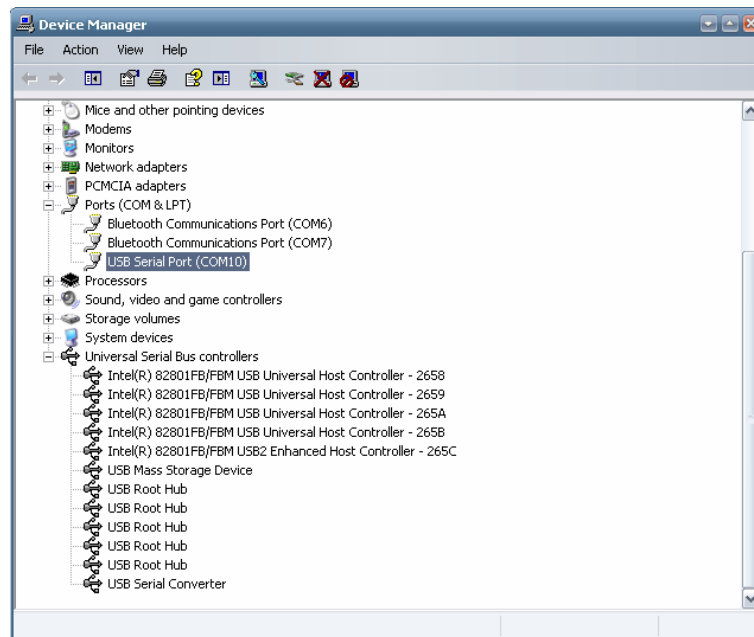 Device Manager
File Action View Help
Mice and other pointing devices
Modems
Monitors
Network adapters
PCMCIA adapters
Ports (COM & LPT)
Bluetooth Communications Port (COM6)
Bluetooth Communications Port (COM7)
USB Serial Port (COM10)
Processors
Sound, video and game controllers
Storage volumes
System devices
Universal Serial Bus controllers
Intel(R) 82801FB/FBM USB Universal Host Controller - 2658
Intel(R) 82801FB/FBM USB Universal Host Controller - 2659
Intel(R) 82801FB/FBM USB Universal Host Controller - 265A
Intel(R) 82801FB/FBM USB Universal Host Controller - 265B
Intel(R) 82801FB/FBM USB2 Enhanced Host Controller - 265C
USB Mass Storage Device
USB Root Hub
USB Root Hub
USB Root Hub
USB Root Hub
USB Root Hub
USB Serial Converter